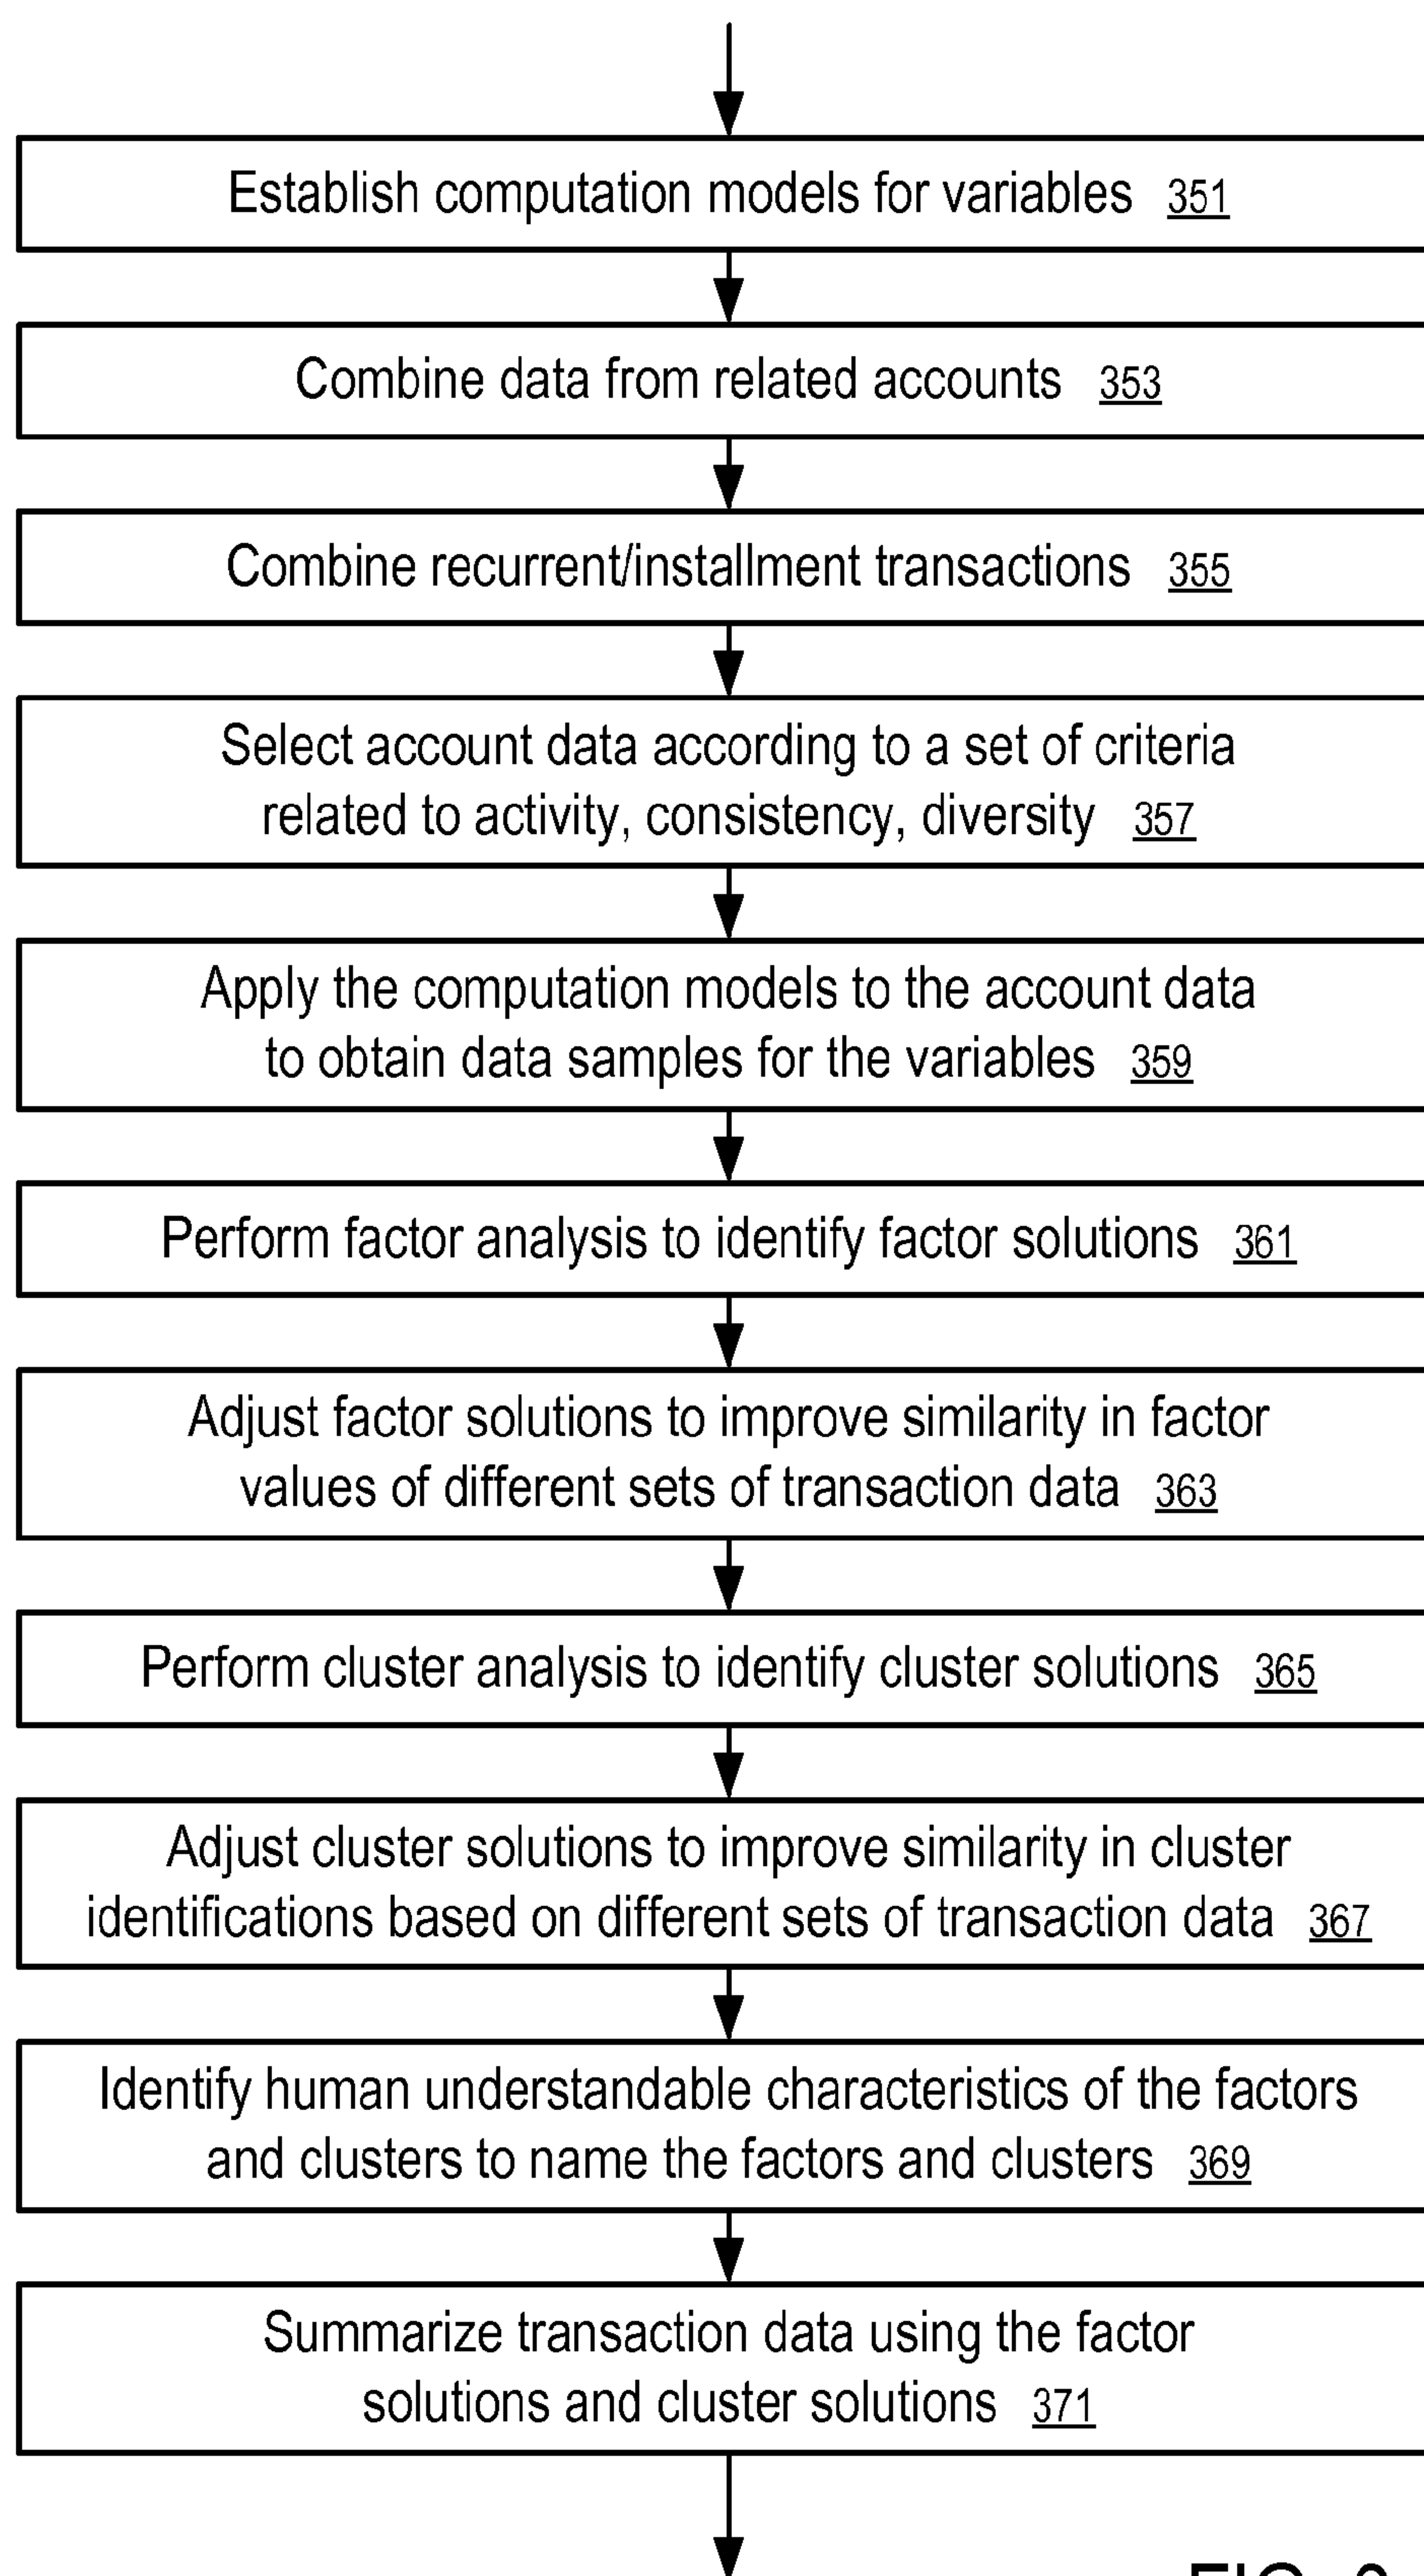 Establish computation models for variables 351
Combine data from related accounts 353
Combine recurrent/installment transactions 355
Select account data according to a set of criteria
related to activity, consistency, diversity 357
Apply the computation models to the account data
to obtain data samples for the variables 359
Perform factor analysis to identify factor solutions 361
Adjust factor solutions to improve similarity in factor
values of different sets of transaction data 363
Perform cluster analysis to identify cluster solutions 365
Adjust cluster solutions to improve similarity in cluster
identifications based on different sets of transaction data 367
Identify human understandable characteristics of the factors
and clusters to name the factors and clusters 369
Summarize transaction data using the factor
solutions and cluster solutions 371